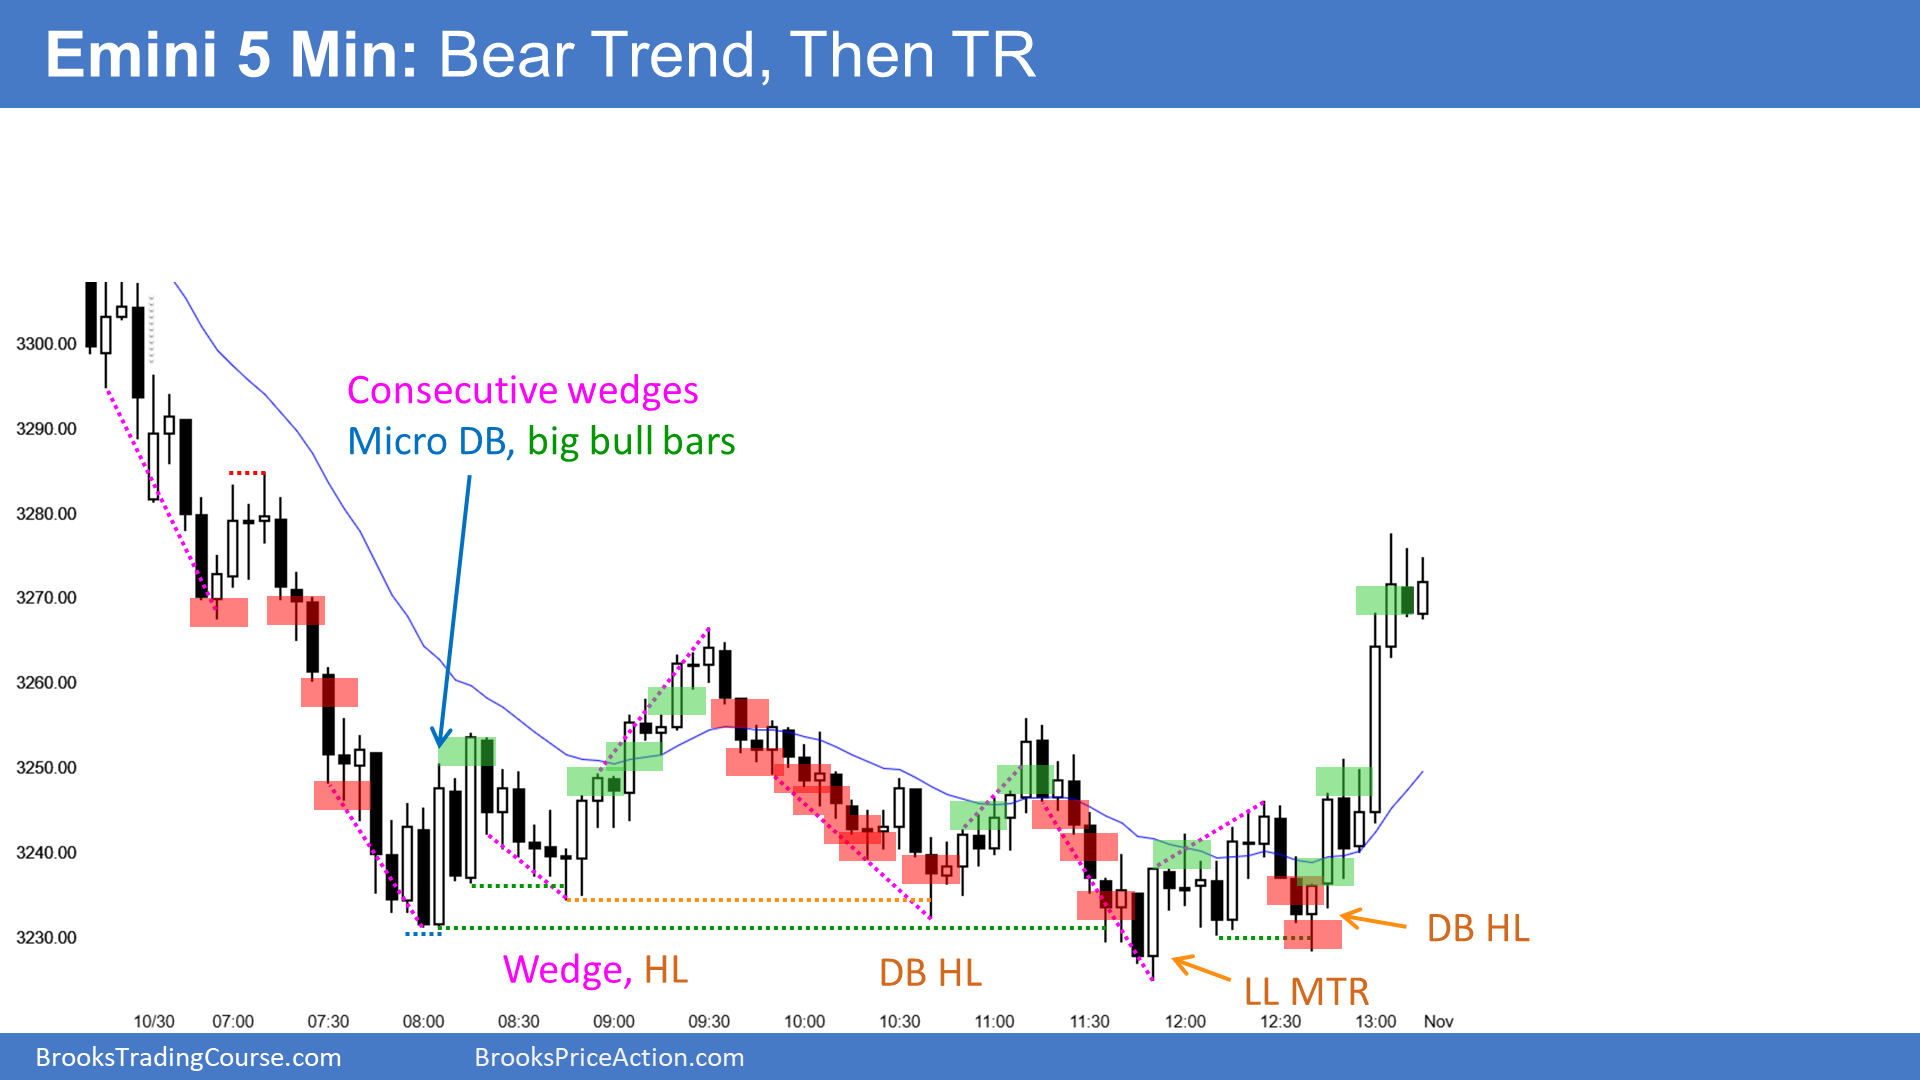 Emini 5 Min: Bear Trend, Then TR
3300.00
3290.00
3280.00
3270.00
3260.00
3250.00
3240.00
3230.00
Consecutive wedges
Micro DB, big bull bars
Wedge, HL
DB HL
DB HL
LL MTR
10/30 07:00 07:30 08:00 08:30 09:00 09:30 10:00 10:30 11:00 11:30 12:00 12:30 13:00 Nov
BrooksTradingCourse.com BrooksPriceAction.com